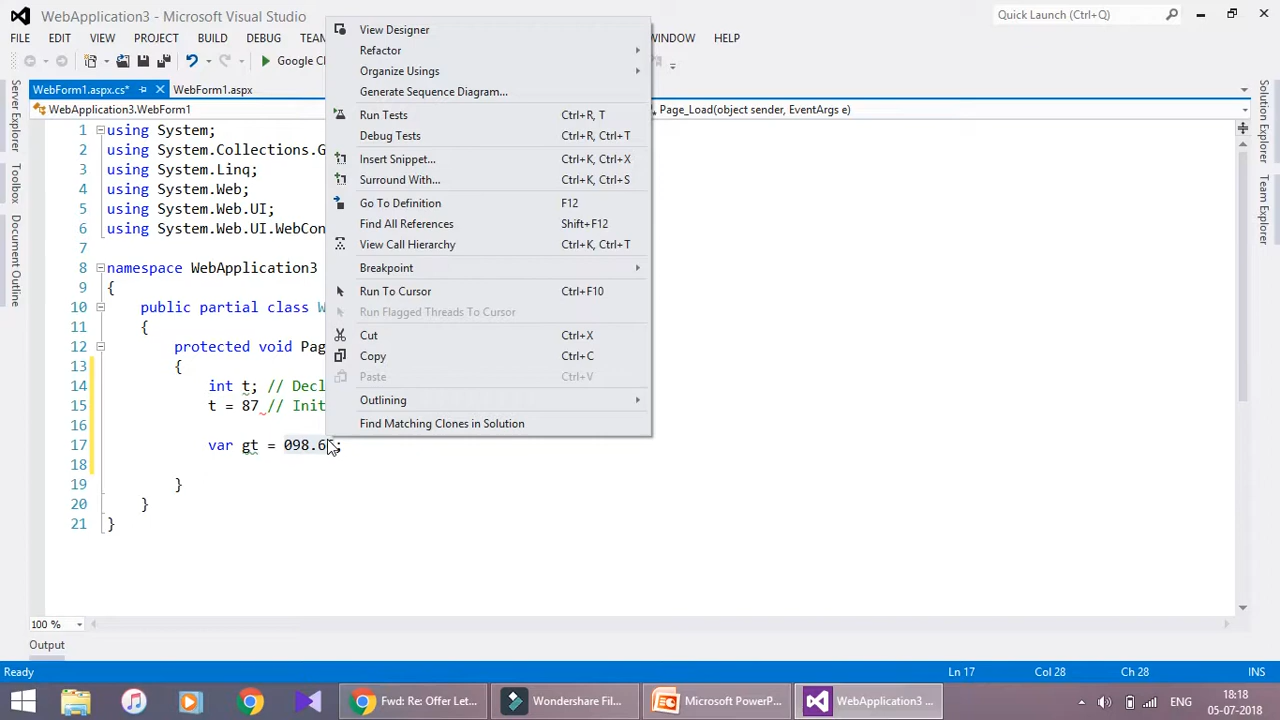 WebApplication3 - Microsoft Visual Studio
Quick Launch (Ctrl+Q)
FILE EDIT VIEW PROJECT BUILD DEBUG TEAM WINDOW HELP
Google Ch
WebForm1.aspx.cs* WebForm1.aspx
WebApplication3.WebForm1
Page_Load(object sender, EventArgs e)
Server Explorer
Toolbox
Document Outline
Solution Explorer
Team Explorer
1 using System;
2 using System.Collections.G
3 using System.Linq;
4 using System.Web;
5 using System.Web.UI;
6 using System.Web.UI.WebCon
7
8 namespace WebApplication3
9 {
10 public partial class W
11 {
12 protected void Pag
13 {
14 int t; // Decl
15 t = 87 // Init
16
17 var gt = 098.6 ;
18
19 }
20 }
21 }
View Designer
Refactor
Organize Usings
Generate Sequence Diagram...
Run Tests Ctrl+R, T
Debug Tests Ctrl+R, Ctrl+T
Insert Snippet... Ctrl+K, Ctrl+X
Surround With... Ctrl+K, Ctrl+S
Go To Definition F12
Find All References Shift+F12
View Call Hierarchy Ctrl+K, Ctrl+T
Breakpoint
Run To Cursor Ctrl+F10
Run Flagged Threads To Cursor
Cut Ctrl+X
Copy Ctrl+C
Paste Ctrl+V
Outlining
Find Matching Clones in Solution
100 %
Output
Ready Ln 17 Col 28 Ch 28 INS
Fwd: Re: Offer Let... Wondershare Film... Microsoft PowerP... WebApplication3 ...
ENG
18:18
05-07-2018